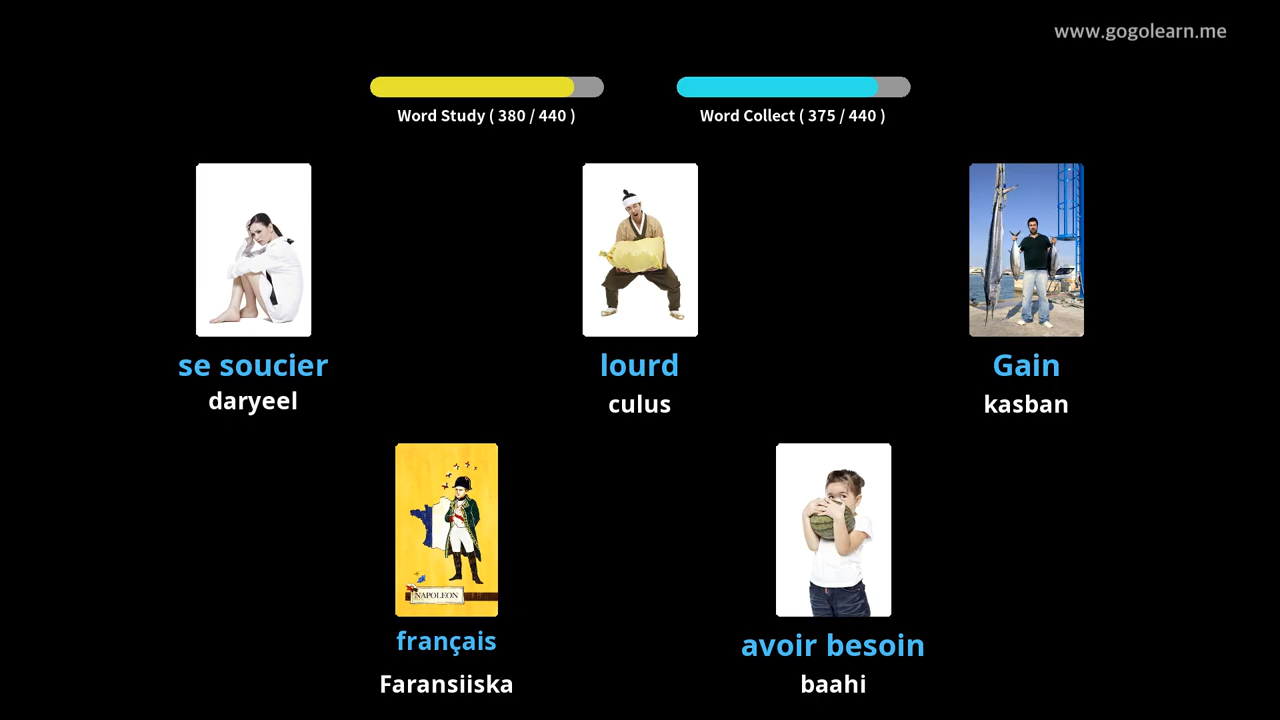 www.gogolearn.me
Word Study ( 380 / 440 )
Word Collect ( 375 / 440 )
se soucier
daryeel
lourd
culus
Gain
kasban
NAPOLEON
français
Faransiiska
avoir besoin
baahi